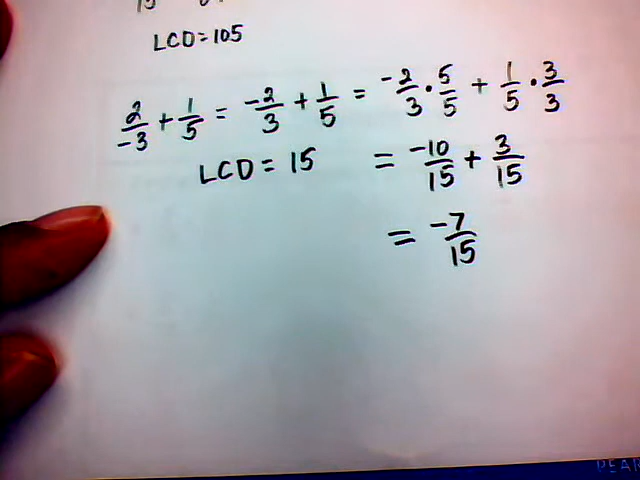 LCD=105
2/-3 + 1/5 = -2/3 + 1/5 = -2/3 · 5/5 + 1/5 · 3/3
LCD = 15 = -10/15 + 3/15
= -7/15